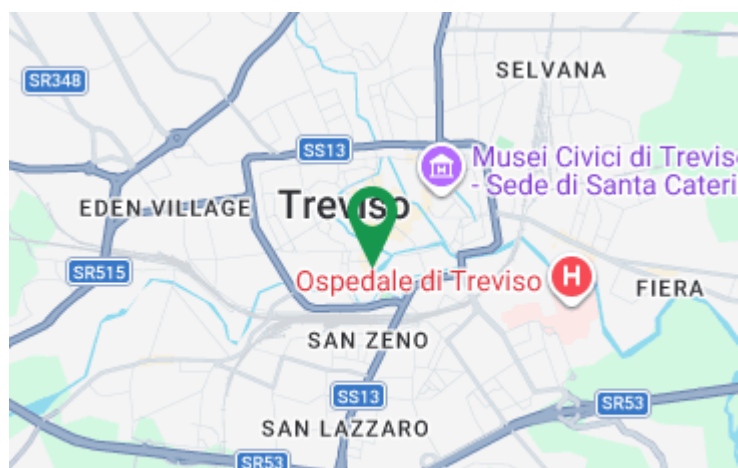 SELVANA
SR348
SS13
Musei Civici di Treviso
- Sede di Santa Cateri
EDEN VILLAGE
Treviso
SR515
Ospedale di Treviso
H
FIERA
SAN ZENO
SS13
SR53
SAN LAZZARO
SR53